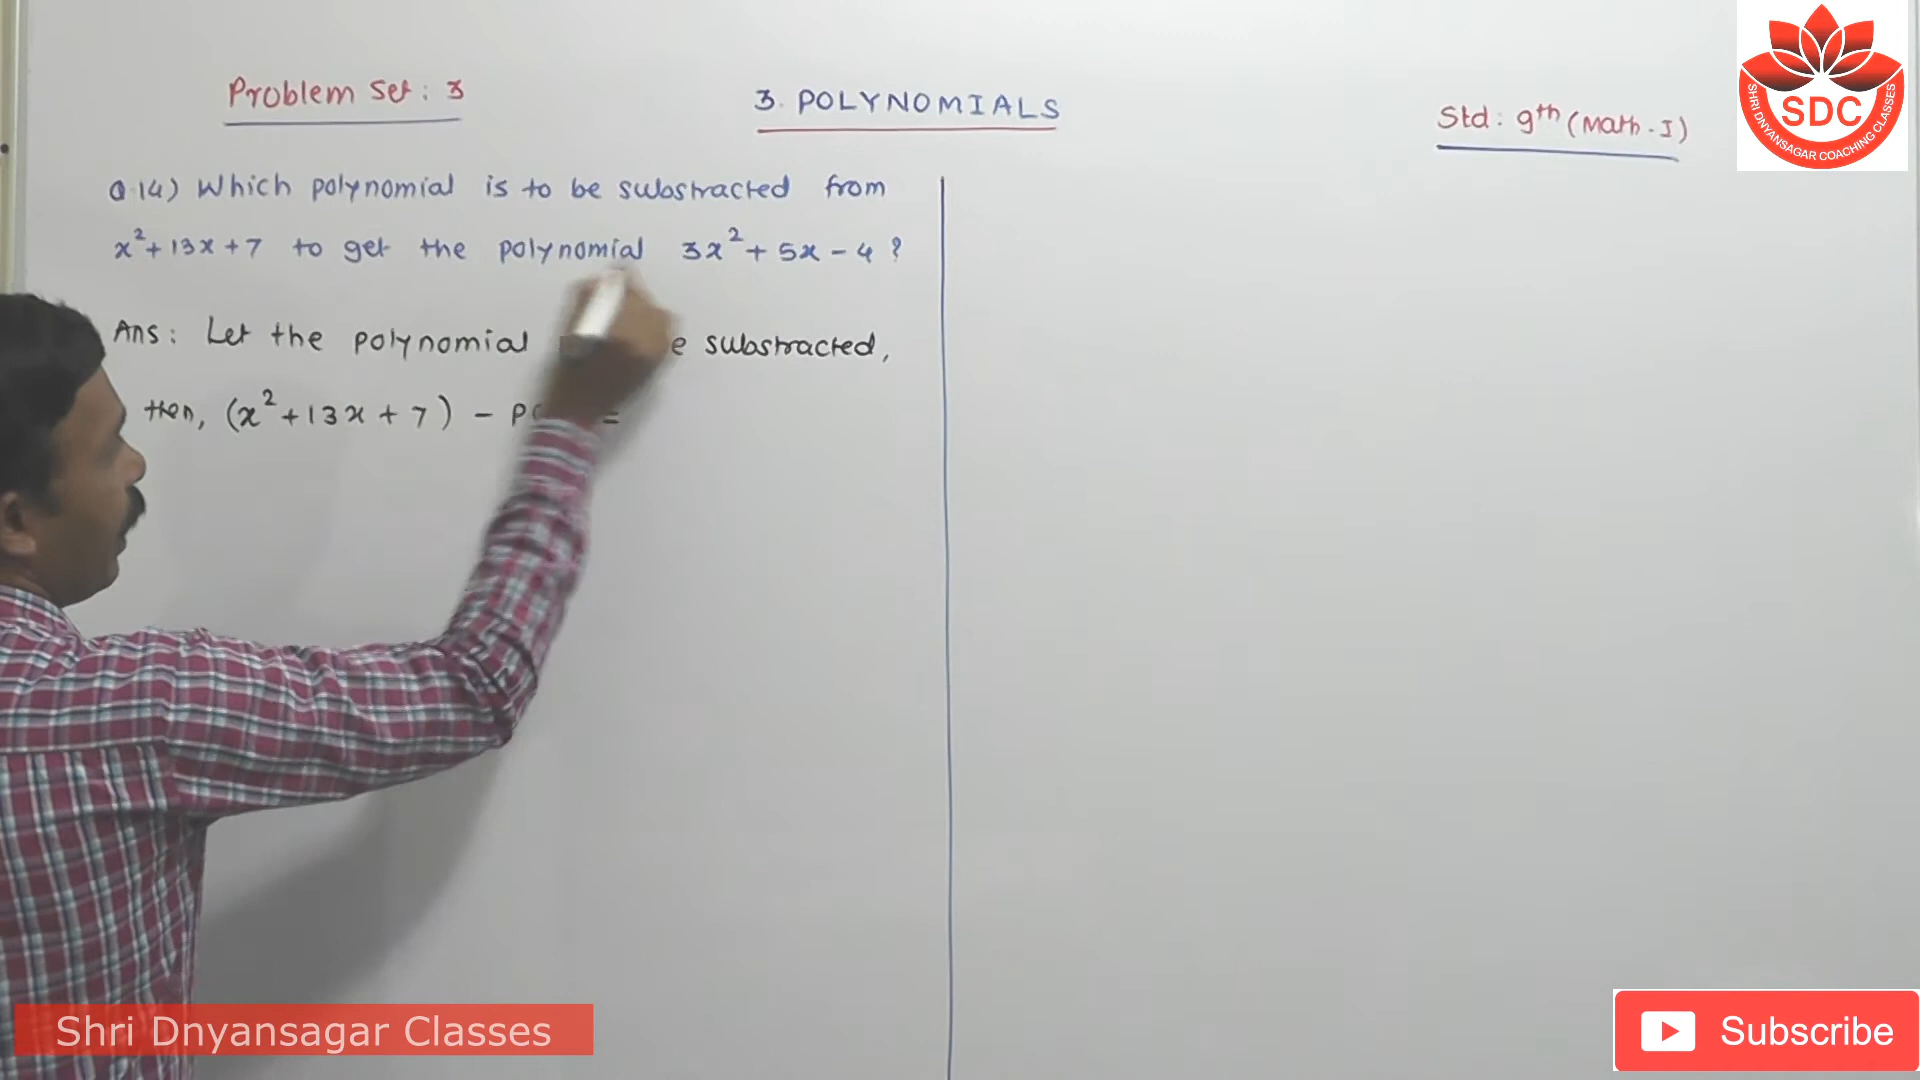 Problem Set: 3
3. POLYNOMIALS
Std: 9th (Math-I)
SDC
SHRI DNYANSAGAR COACHING CLASSES
Q.(4) Which polynomial is to be substracted from
x² + 13x + 7 to get the polynomial 3x² + 5x - 4 ?
Ans: Let the polynomial substracted,
then, (x² + 13x + 7) - =
Shri Dnyansagar Classes
Subscribe